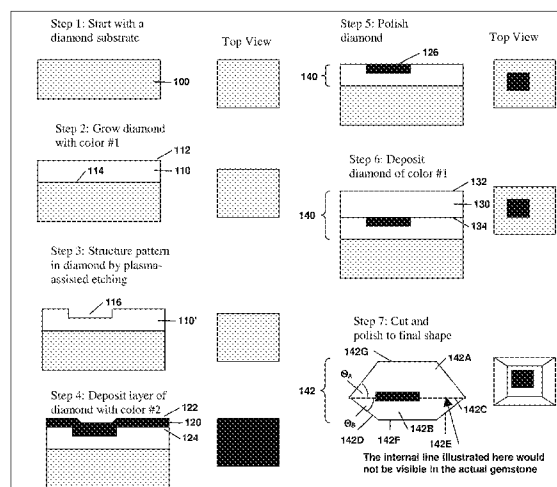 Step 1: Start with a
diamond substrate
Top View
100
Step 2: Grow diamond
with color #1
112
114
110
Step 3: Structure pattern
in diamond by plasma-
assisted etching
116
110'
Step 4: Deposit layer of
diamond with color #2
122
120
124
Step 5: Polish
diamond
126
Top View
140
Step 6: Deposit
diamond of color #1
132
140
130
134
Step 7: Cut and
polish to final shape
142G
142A
ΘA
142
142C
ΘB
142B
142D
142F
142E
The internal line illustrated here would
not be visible in the actual gemstone